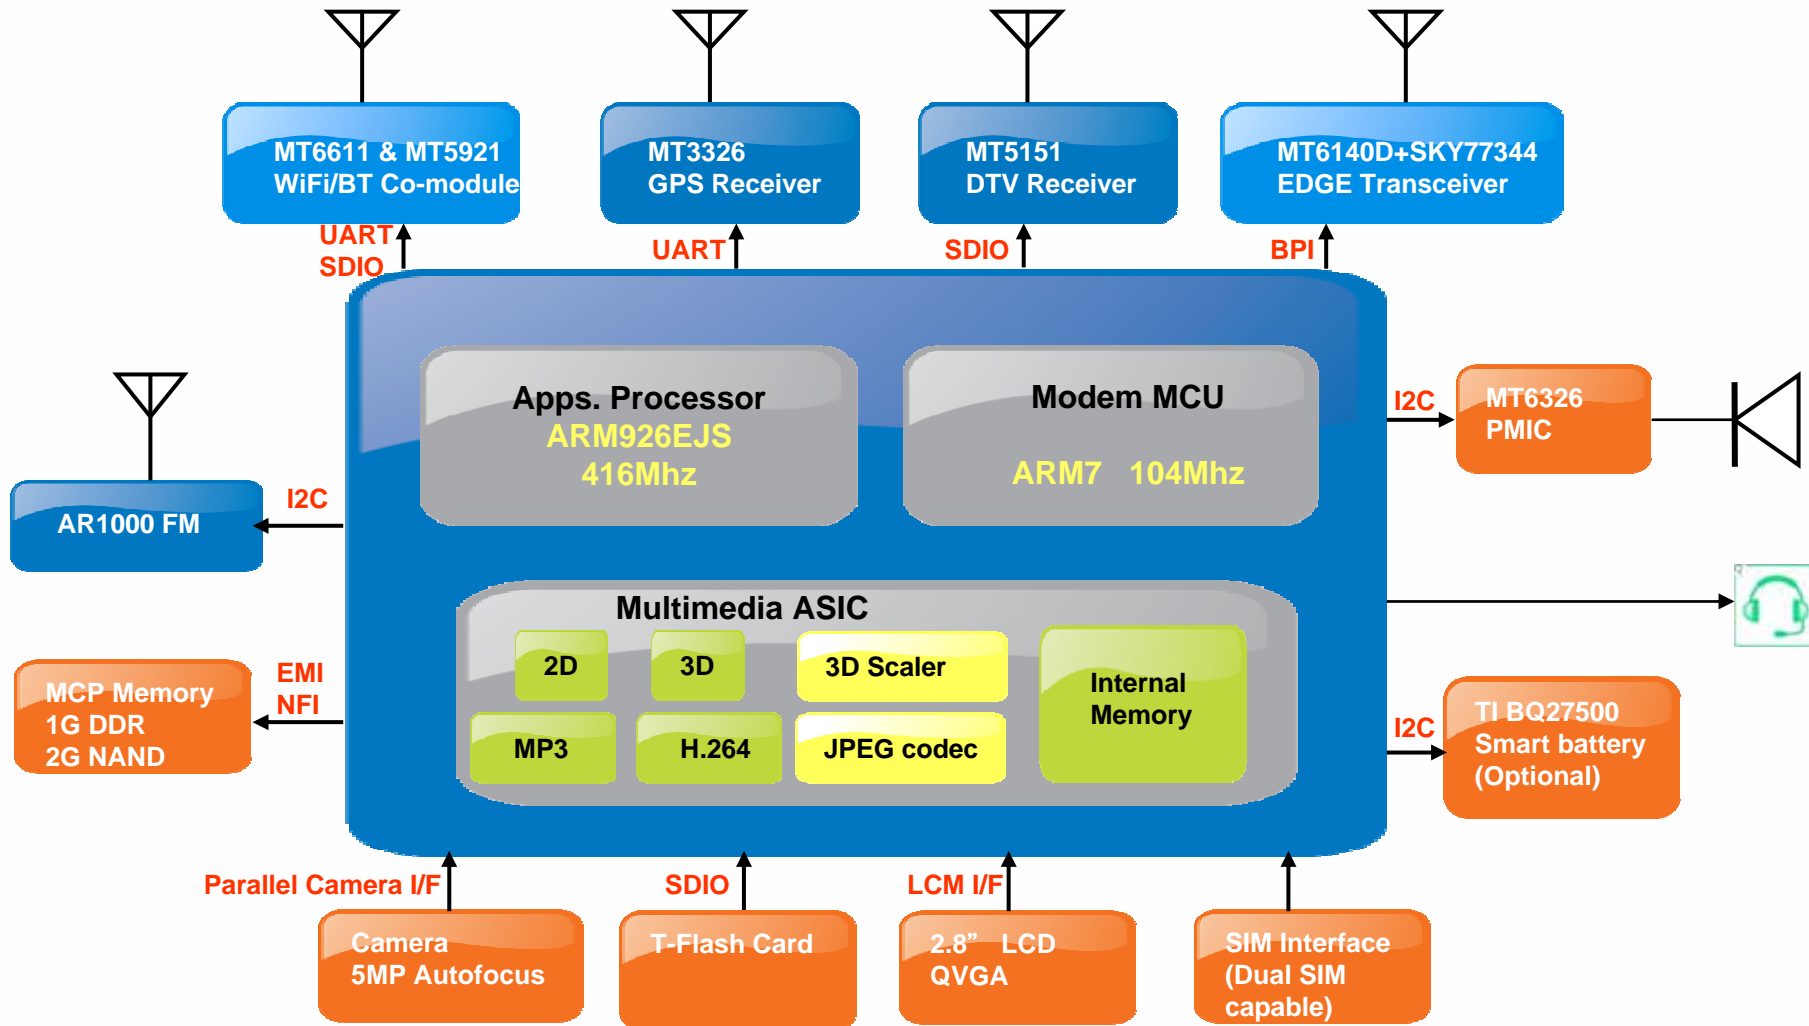 MT6611 & MT5921
WiFi/BT Co-module
MT3326
GPS Receiver
MT5151
DTV Receiver
MT6140D+SKY77344
EDGE Transceiver
UART
SDIO
UART
SDIO
BPI
Apps. Processor
ARM926EJS
416Mhz
Modem MCU
ARM7 104Mhz
I2C
MT6326
PMIC
I2C
AR1000 FM
Multimedia ASIC
2D
3D
3D Scaler
Internal
Memory
MP3
H.264
JPEG codec
EMI
NFI
MCP Memory
1G DDR
2G NAND
I2C
TI BQ27500
Smart battery
(Optional)
Parallel Camera I/F
SDIO
LCM I/F
Camera
5MP Autofocus
T-Flash Card
2.8” LCD
QVGA
SIM Interface
(Dual SIM
capable)